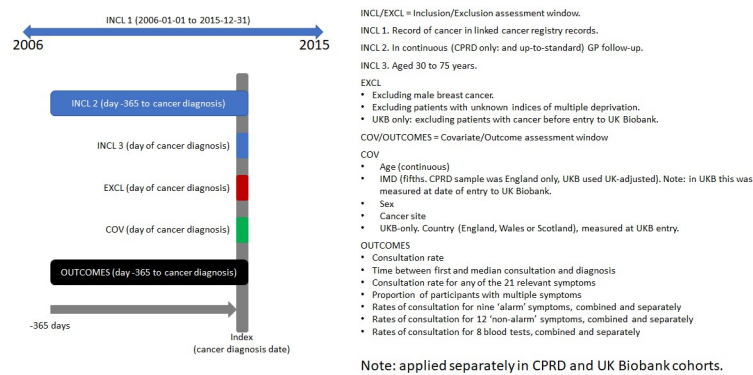 INCL 1 (2006-01-01 to 2015-12-31)
2006
2015
INCL 2 (day -365 to cancer diagnosis)
INCL 3 (day of cancer diagnosis)
EXCL (day of cancer diagnosis)
COV (day of cancer diagnosis)
OUTCOMES (day -365 to cancer diagnosis)
-365 days
Index
(cancer diagnosis date)
INCL/EXCL = Inclusion/Exclusion assessment window.
INCL 1. Record of cancer in linked cancer registry records.
INCL 2. In continuous (CPRD only: and up-to-standard) GP follow-up.
INCL 3. Aged 30 to 75 years.
EXCL
• Excluding male breast cancer.
• Excluding patients with unknown indices of multiple deprivation.
• UKB only: excluding patients with cancer before entry to UK Biobank.
COV/OUTCOMES = Covariate/Outcome assessment window
COV
• Age (continuous)
• IMD (fifths. CPRD sample was England only, UKB used UK-adjusted). Note: in UKB this was
measured at date of entry to UK Biobank.
• Sex
• Cancer site
• UKB-only. Country (England, Wales or Scotland), measured at UKB entry.
OUTCOMES
• Consultation rate
• Time between first and median consultation and diagnosis
• Consultation rate for any of the 21 relevant symptoms
• Proportion of participants with multiple symptoms
• Rates of consultation for nine ‘alarm’ symptoms, combined and separately
• Rates of consultation for 12 ‘non-alarm’ symptoms, combined and separately
• Rates of consultation for 8 blood tests, combined and separately
Note: applied separately in CPRD and UK Biobank cohorts.